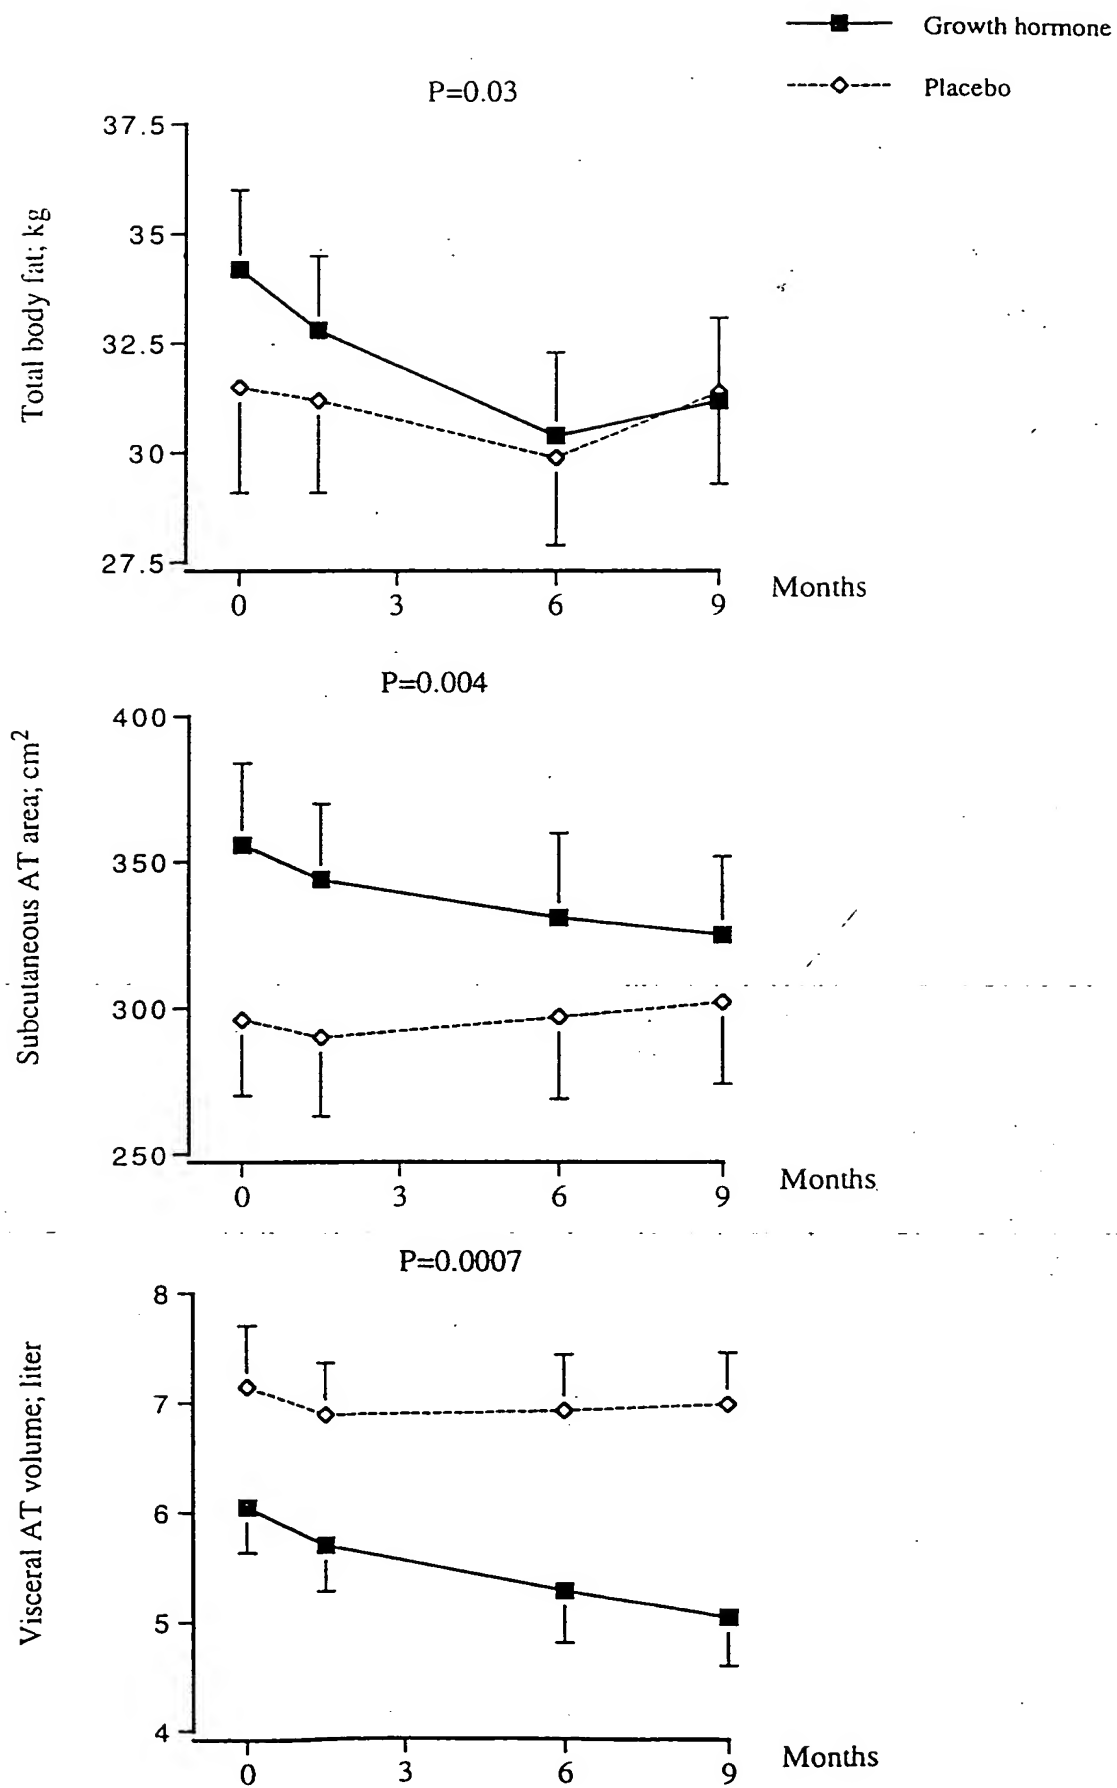 Growth hormone
Placebo
P=0.03
Total body fat; kg
37.5
35
32.5
30
27.5
0 3 6 9
Months
P=0.004
Subcutaneous AT area; cm²
400
350
300
250
0 3 6 9
Months
P=0.0007
Visceral AT volume; liter
8
7
6
5
4
0 3 6 9
Months